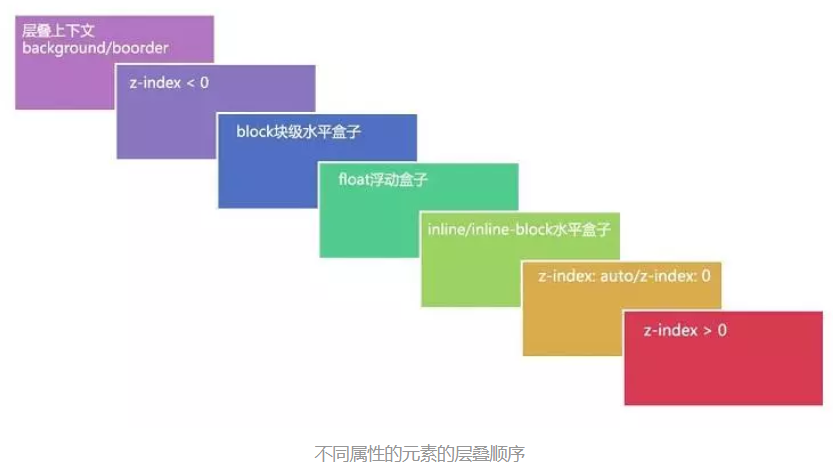 层叠上下文
background/boorder
z-index < 0
block块级水平盒子
float浮动盒子
inline/inline-block水平盒子
z-index: auto/z-index: 0
z-index > 0
不同属性的元素的层叠顺序